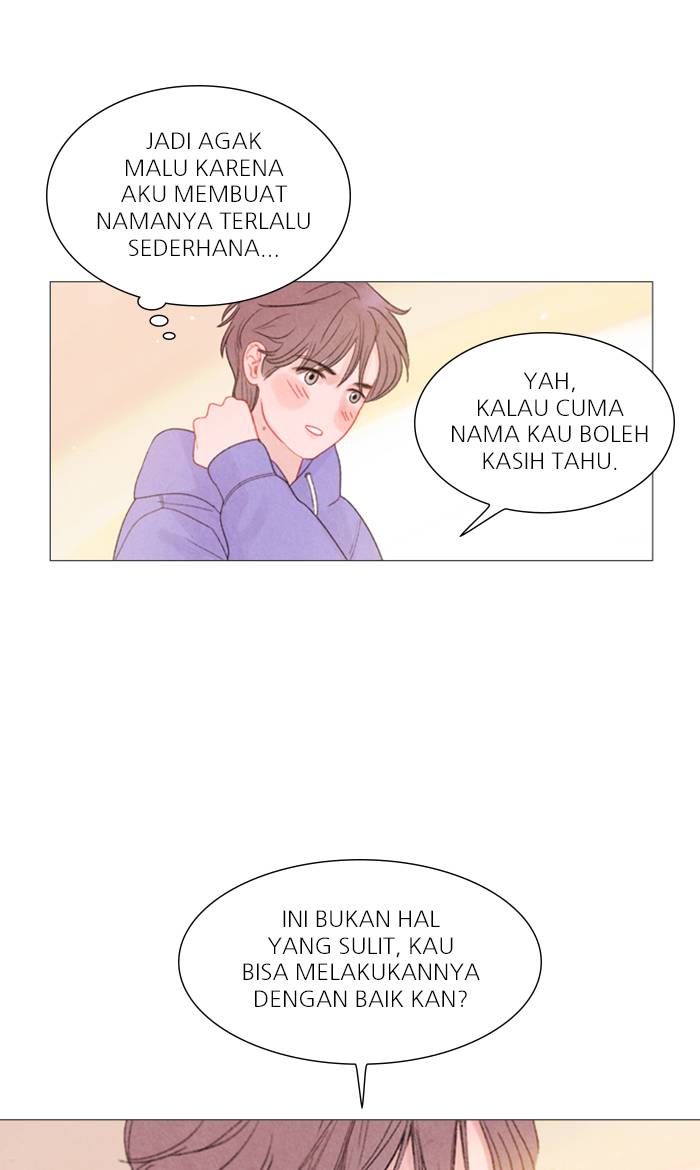 JADI AGAK
MALU KARENA
AKU MEMBUAT
NAMANYA TERLALU
SEDERHANA...
YAH,
KALAU CUMA
NAMA KAU BOLEH
KASIH TAHU.
INI BUKAN HAL
YANG SULIT, KAU
BISA MELAKUKANNYA
DENGAN BAIK KAN?